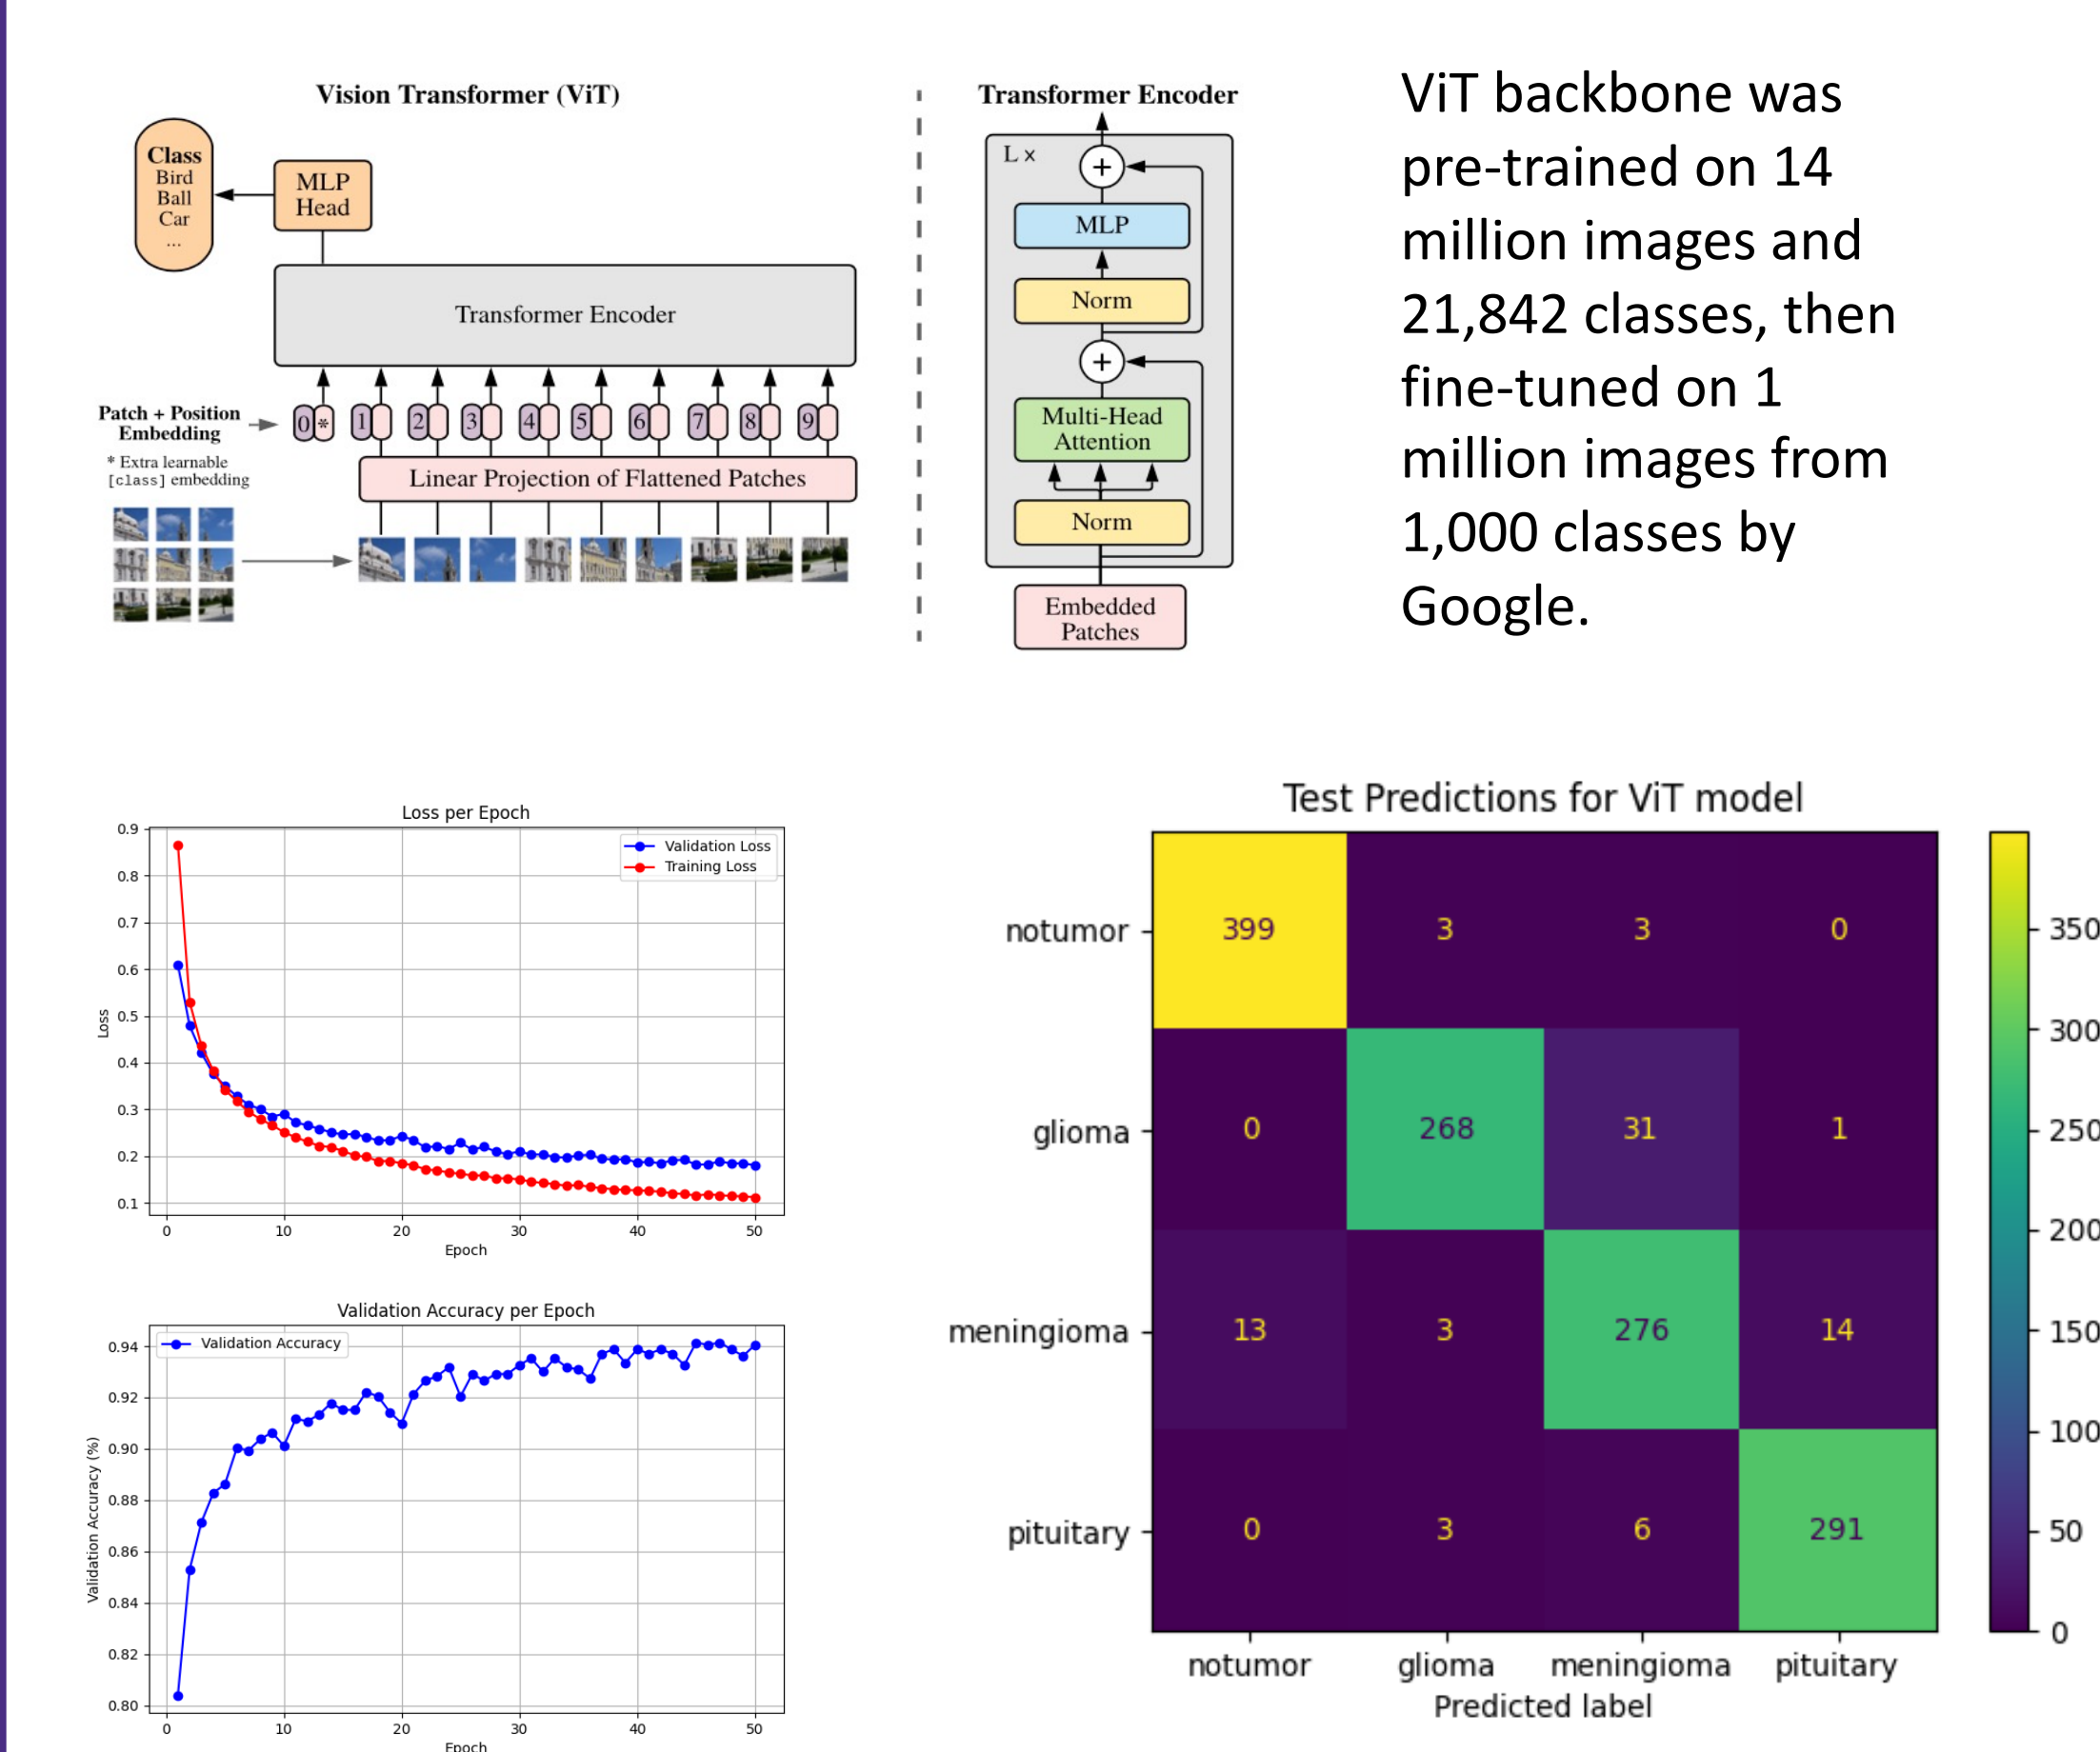 Vision Transformer (ViT)
Class
Bird
Ball
Car
...
MLP
Head
Transformer Encoder
Patch + Position
Embedding
0 * 1 2 3 4 5 6 7 8 9
* Extra learnable
[class] embedding
Linear Projection of Flattened Patches
Transformer Encoder
L ×
+
MLP
Norm
+
Multi-Head
Attention
Norm
Embedded
Patches
ViT backbone was
pre-trained on 14
million images and
21,842 classes, then
fine-tuned on 1
million images from
1,000 classes by
Google.
Loss per Epoch
Validation Loss
Training Loss
Loss
0.9
0.8
0.7
0.6
0.5
0.4
0.3
0.2
0.1
0 10 20 30 40 50
Epoch
Validation Accuracy per Epoch
Validation Accuracy
Validation Accuracy (%)
0.94
0.92
0.90
0.88
0.86
0.84
0.82
0.80
0 10 20 30 40 50
Epoch
Test Predictions for ViT model
notumor 399 3 3 0
glioma 0 268 31 1
meningioma 13 3 276 14
pituitary 0 3 6 291
notumor glioma meningioma pituitary
Predicted label
350
300
250
200
150
100
50
0